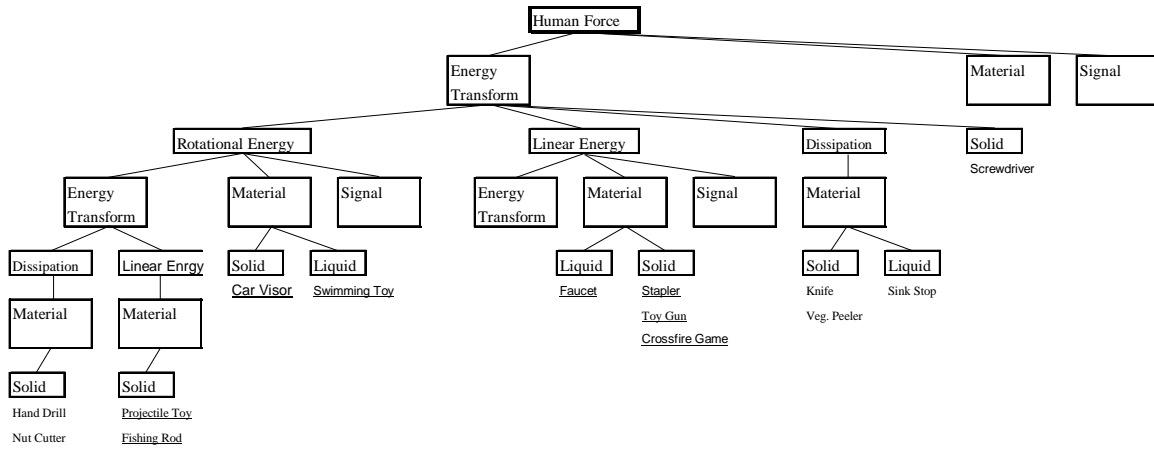 Human Force
Energy Transform
Material
Signal
Rotational Energy
Linear Energy
Dissipation
Solid
Screwdriver
Energy Transform
Material
Signal
Energy Transform
Material
Signal
Material
Dissipation
Linear Enrgy
Solid
Car Visor
Liquid
Swimming Toy
Liquid
Faucet
Solid
Stapler
Toy Gun
Crossfire Game
Solid
Knife
Veg. Peeler
Liquid
Sink Stop
Material
Material
Solid
Hand Drill
Nut Cutter
Solid
Projectile Toy
Fishing Rod